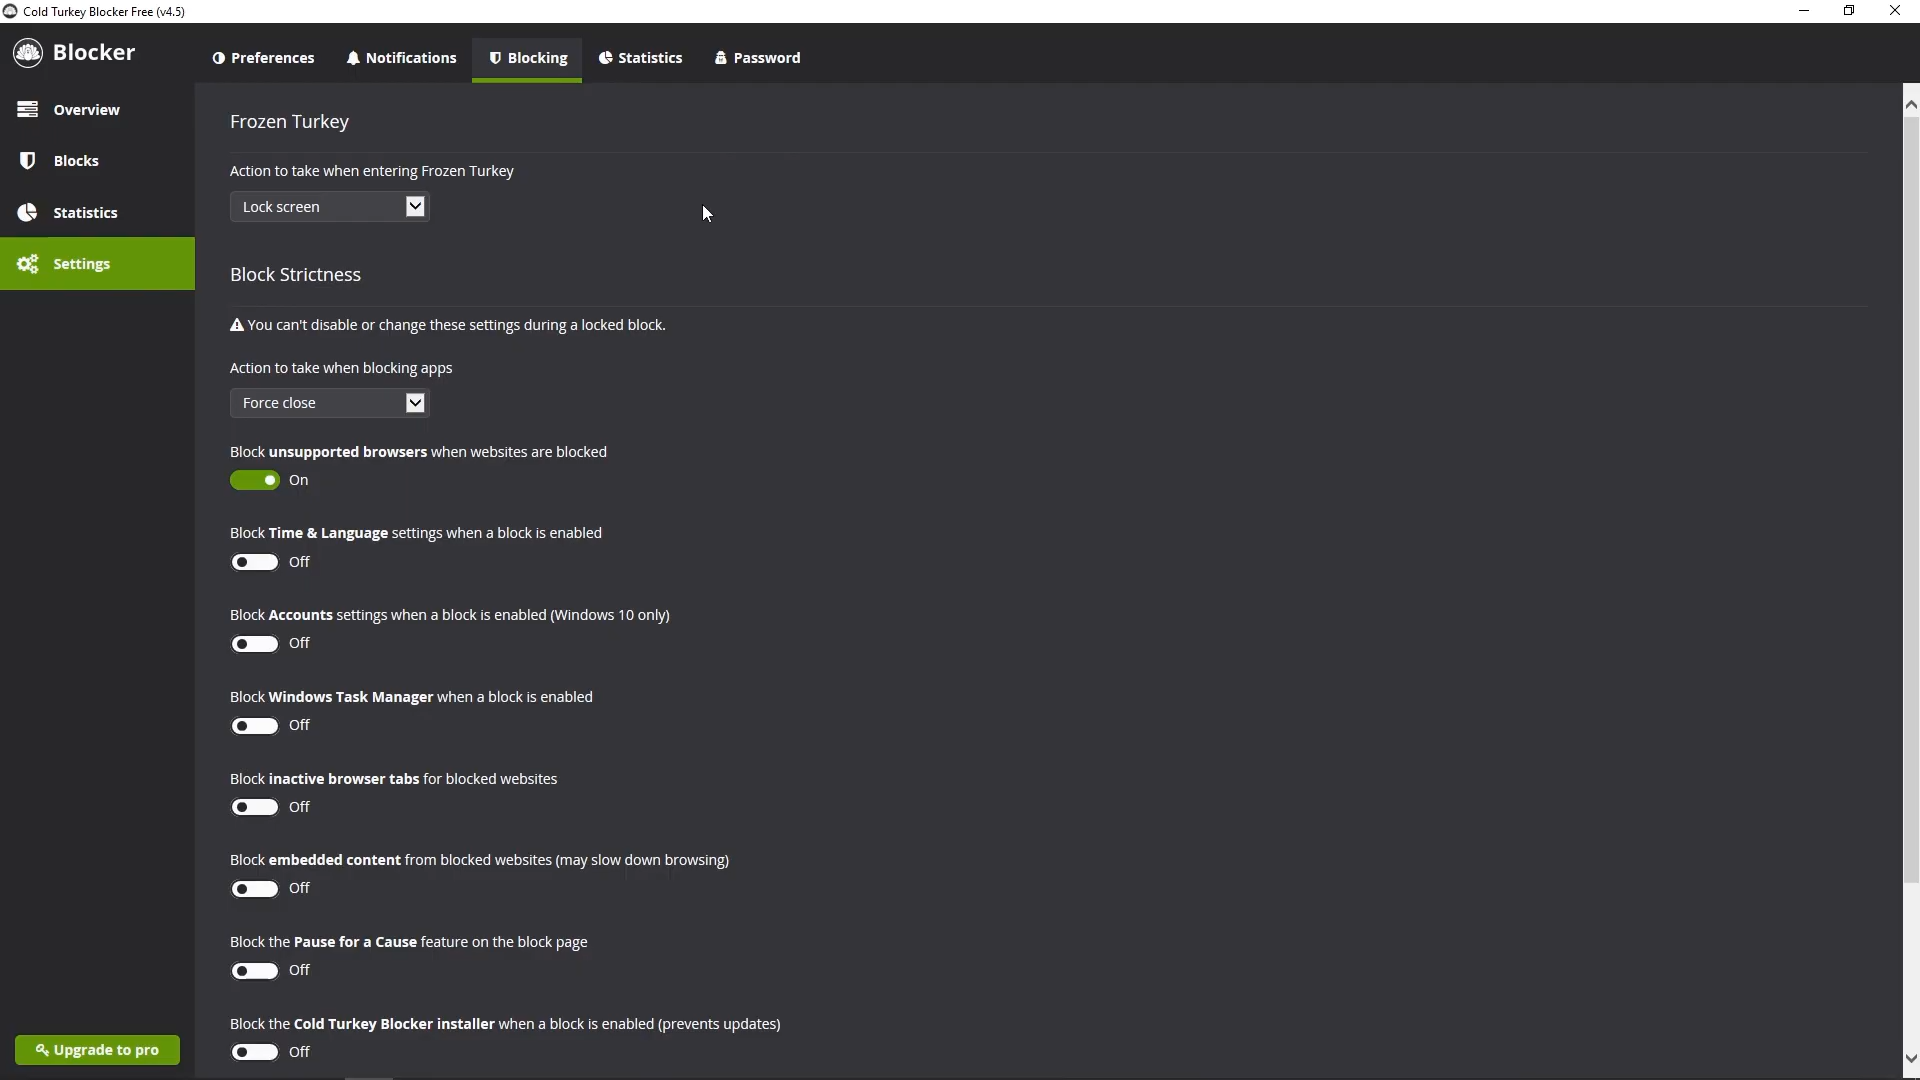 Cold Turkey Blocker Free (v4.5)
Blocker
Preferences
Notifications
Blocking
Statistics
Password
Overview
Blocks
Statistics
Settings
Upgrade to pro
Frozen Turkey
Action to take when entering Frozen Turkey
Lock screen
Block Strictness
You can't disable or change these settings during a locked block.
Action to take when blocking apps
Force close
Block unsupported browsers when websites are blocked
On
Block Time & Language settings when a block is enabled
Off
Block Accounts settings when a block is enabled (Windows 10 only)
Off
Block Windows Task Manager when a block is enabled
Off
Block inactive browser tabs for blocked websites
Off
Block embedded content from blocked websites (may slow down browsing)
Off
Block the Pause for a Cause feature on the block page
Off
Block the Cold Turkey Blocker installer when a block is enabled (prevents updates)
Off